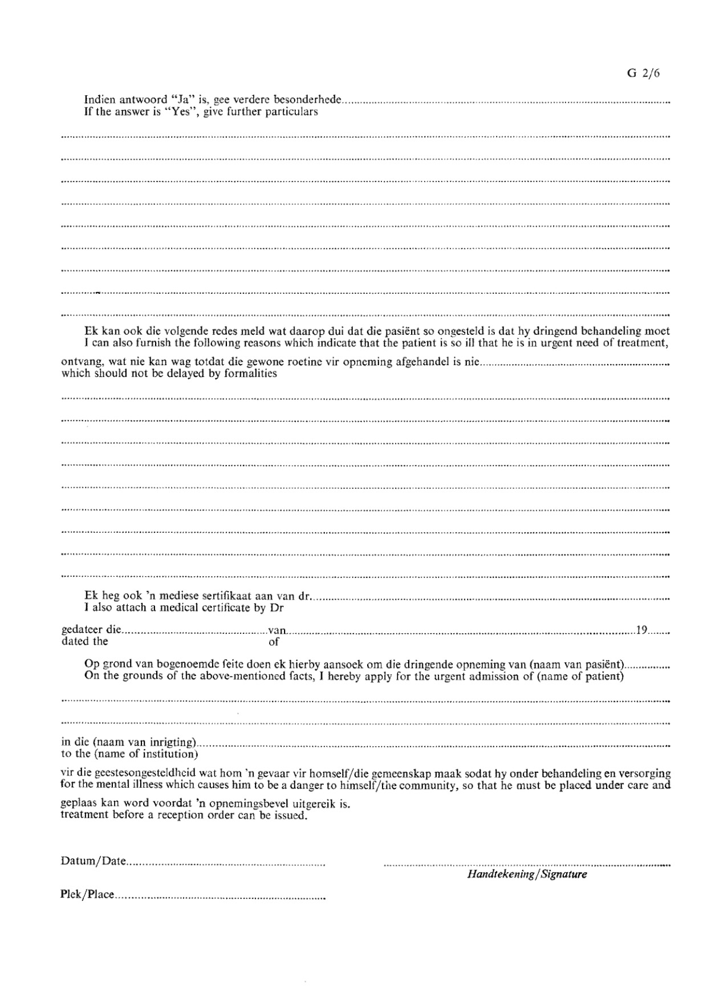 G 2/6
Indien antwoord “Ja” is, gee verdere besonderhede
If the answer is “Yes”, give further particulars
Ek kan ook die volgende redes meld wat daarop dui dat die pasiënt so ongesteld is dat hy dringend behandeling moet
I can also furnish the following reasons which indicate that the patient is so ill that he is in urgent need of treatment,
ontvang, wat nie kan wag totdat die gewone roetine vir opneming afgehandel is nie
which should not be delayed by formalities
Ek heg ook ’n mediese sertifikaat aan van dr.
I also attach a medical certificate by Dr
gedateer die van 19
dated the of
Op grond van bogenoemde feite doen ek hierby aansoek om die dringende opneming van (naam van pasiënt)
On the grounds of the above-mentioned facts, I hereby apply for the urgent admission of (name of patient)
in die (naam van inrigting)
to the (name of institution)
vir die geestesongesteldheid wat hom ’n gevaar vir homself/die gemeenskap maak sodat hy onder behandeling en versorging
for the mental illness which causes him to be a danger to himself/the community, so that he must be placed under care and
geplaas kan word voordat ’n opnemingsbevel uitgereik is.
treatment before a reception order can be issued.
Datum/Date
Handtekening/Signature
Plek/Place